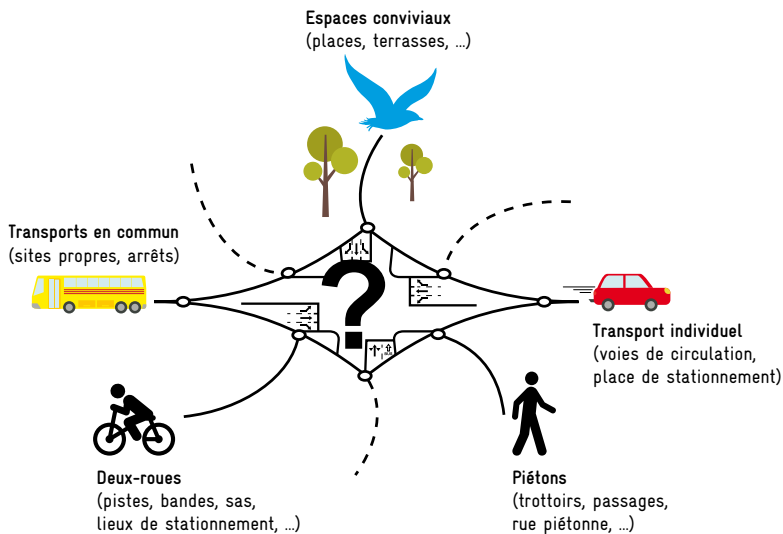 Espaces conviviaux
(places, terrasses, ...)
Transports en commun
(sites propres, arrêts)
?
Transport individuel
(voies de circulation,
place de stationnement)
Deux-roues
(pistes, bandes, sas,
lieux de stationnement, ...)
Piétons
(trottoirs, passages,
rue piétonne, ...)